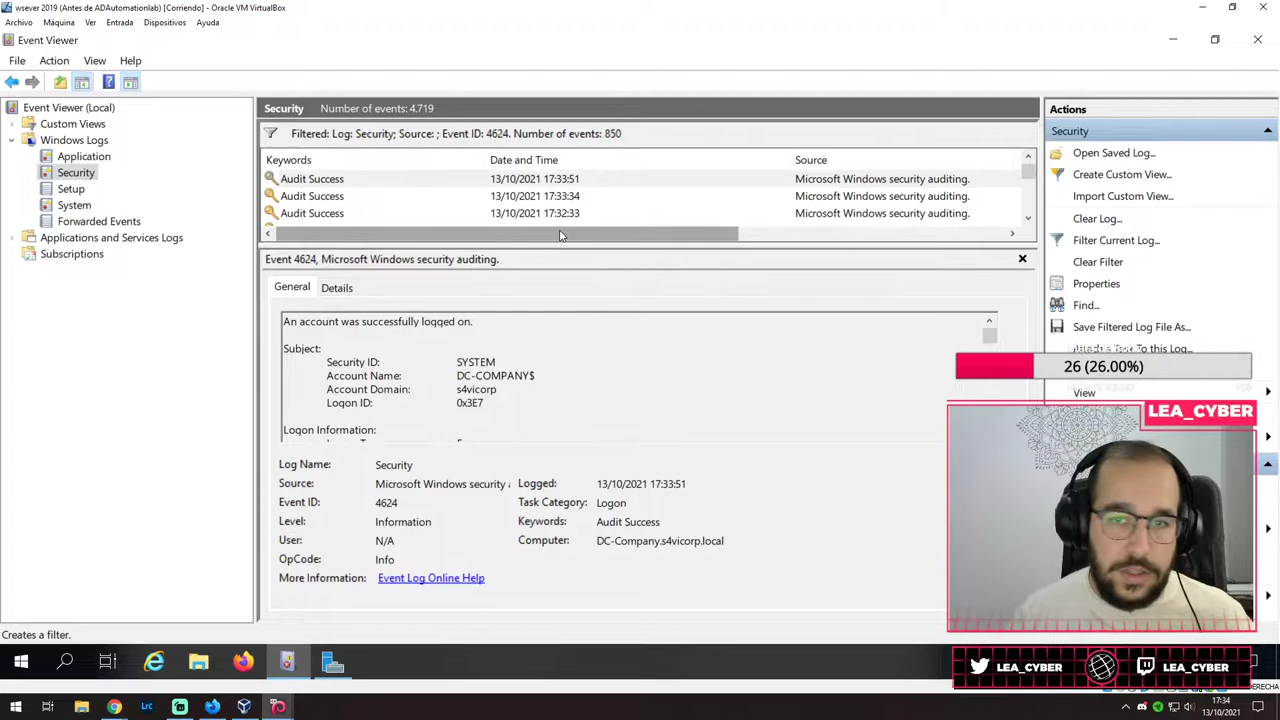 wsever 2019 (Antes de ADAutomationlab) [Corriendo] - Oracle VM VirtualBox
Archivo Máquina Ver Entrada Dispositivos Ayuda
Event Viewer
File Action View Help
Event Viewer (Local)
Custom Views
Windows Logs
Application
Security
Setup
System
Forwarded Events
Applications and Services Logs
Subscriptions
Security Number of events: 4.719
Filtered: Log: Security; Source: ; Event ID: 4624. Number of events: 850
Keywords Date and Time Source
Audit Success 13/10/2021 17:33:51 Microsoft Windows security auditing.
Audit Success 13/10/2021 17:33:34 Microsoft Windows security auditing.
Audit Success 13/10/2021 17:32:33 Microsoft Windows security auditing.
Event 4624, Microsoft Windows security auditing.
General Details
An account was successfully logged on.
Subject:
Security ID: SYSTEM
Account Name: DC-COMPANY$
Account Domain: s4vicorp
Logon ID: 0x3E7
Logon Information:
Log Name: Security
Source: Microsoft Windows security Logged: 13/10/2021 17:33:51
Event ID: 4624 Task Category: Logon
Level: Information Keywords: Audit Success
User: N/A Computer: DC-Company.s4vicorp.local
OpCode: Info
More Information: Event Log Online Help
Actions
Security
Open Saved Log...
Create Custom View...
Import Custom View...
Clear Log...
Filter Current Log...
Clear Filter
Properties
Find...
Save Filtered Log File As...
To this Log...
26 (26.00%)
View
LEA_CYBER
Creates a filter.
LEA_CYBER LEA_CYBER
DERECHA
LRC
17:34
13/10/2021